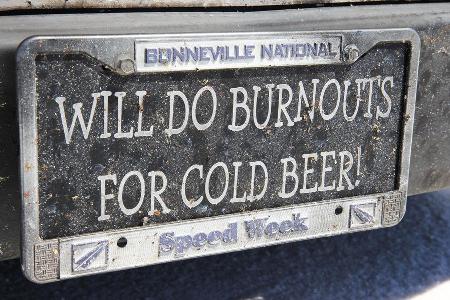 BONNEVILLE NATIONAL
WILL DO BURNOUTS
FOR COLD BEER!
Speed Week